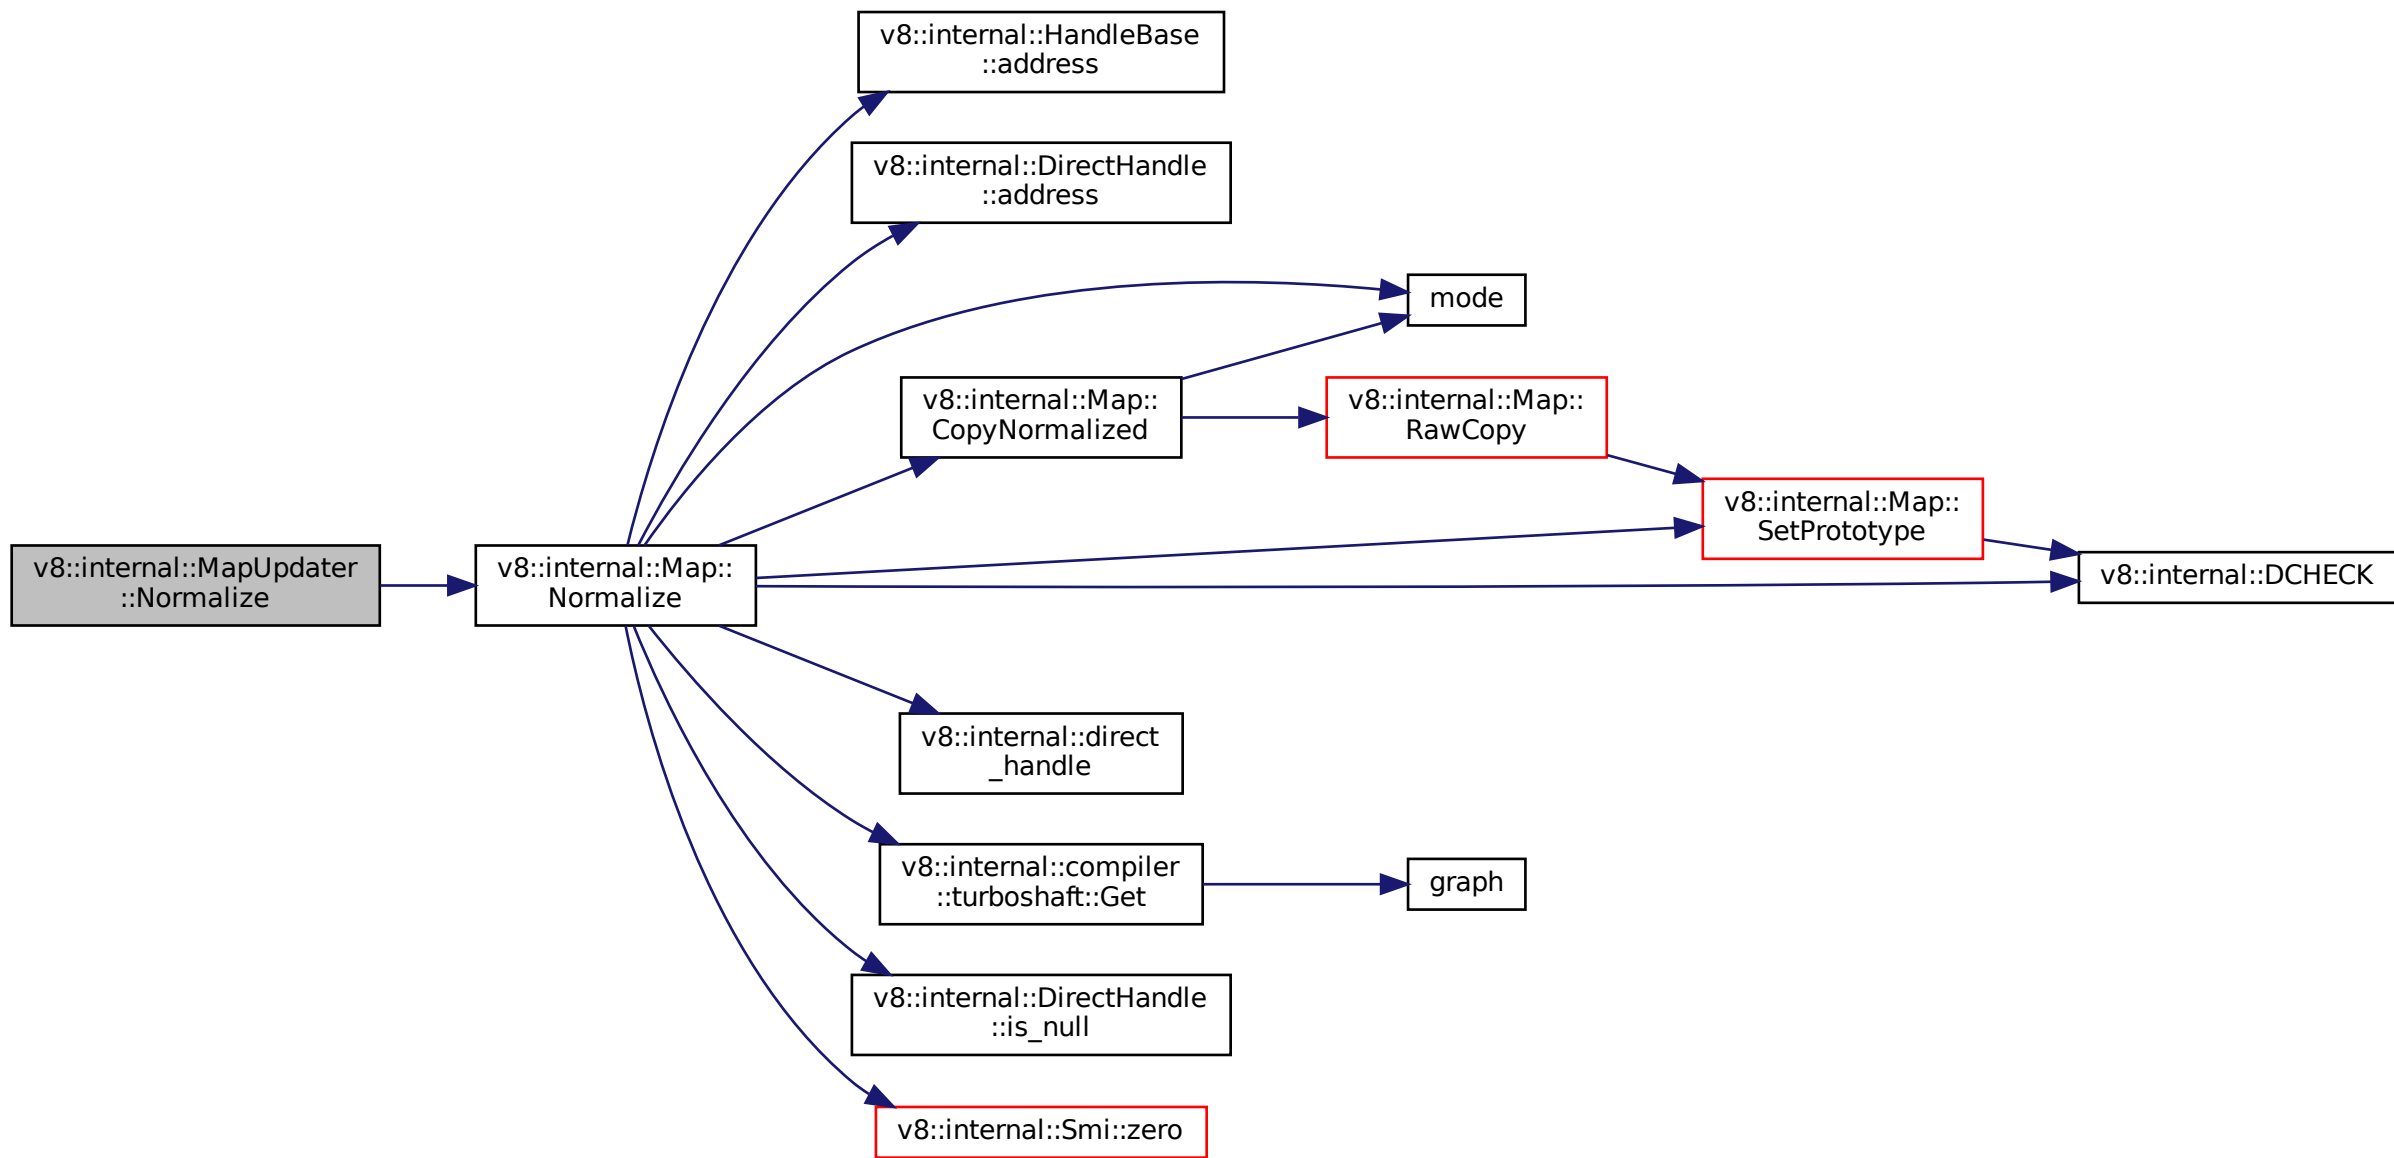 v8::internal::HandleBase
::address
v8::internal::DirectHandle
::address
mode
v8::internal::Map::
CopyNormalized
v8::internal::Map::
RawCopy
v8::internal::Map::
SetPrototype
v8::internal::MapUpdater
::Normalize
v8::internal::Map::
Normalize
v8::internal::DCHECK
v8::internal::direct
_handle
v8::internal::compiler
::turboshaft::Get
graph
v8::internal::DirectHandle
::is_null
v8::internal::Smi::zero